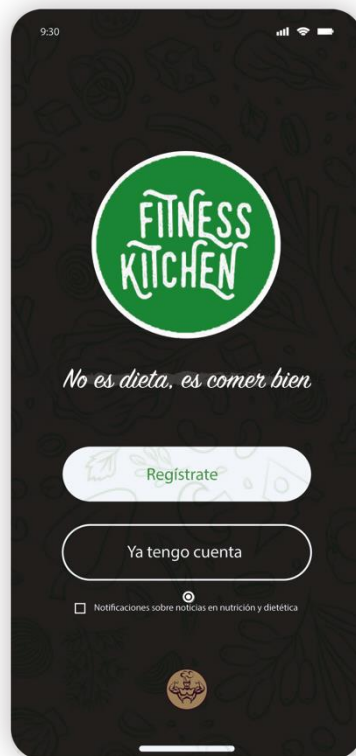 9:30
FITNESS
KITCHEN
No es dieta, es comer bien
Regístrate
Ya tengo cuenta
Notificaciones sobre noticias en nutrición y dietética